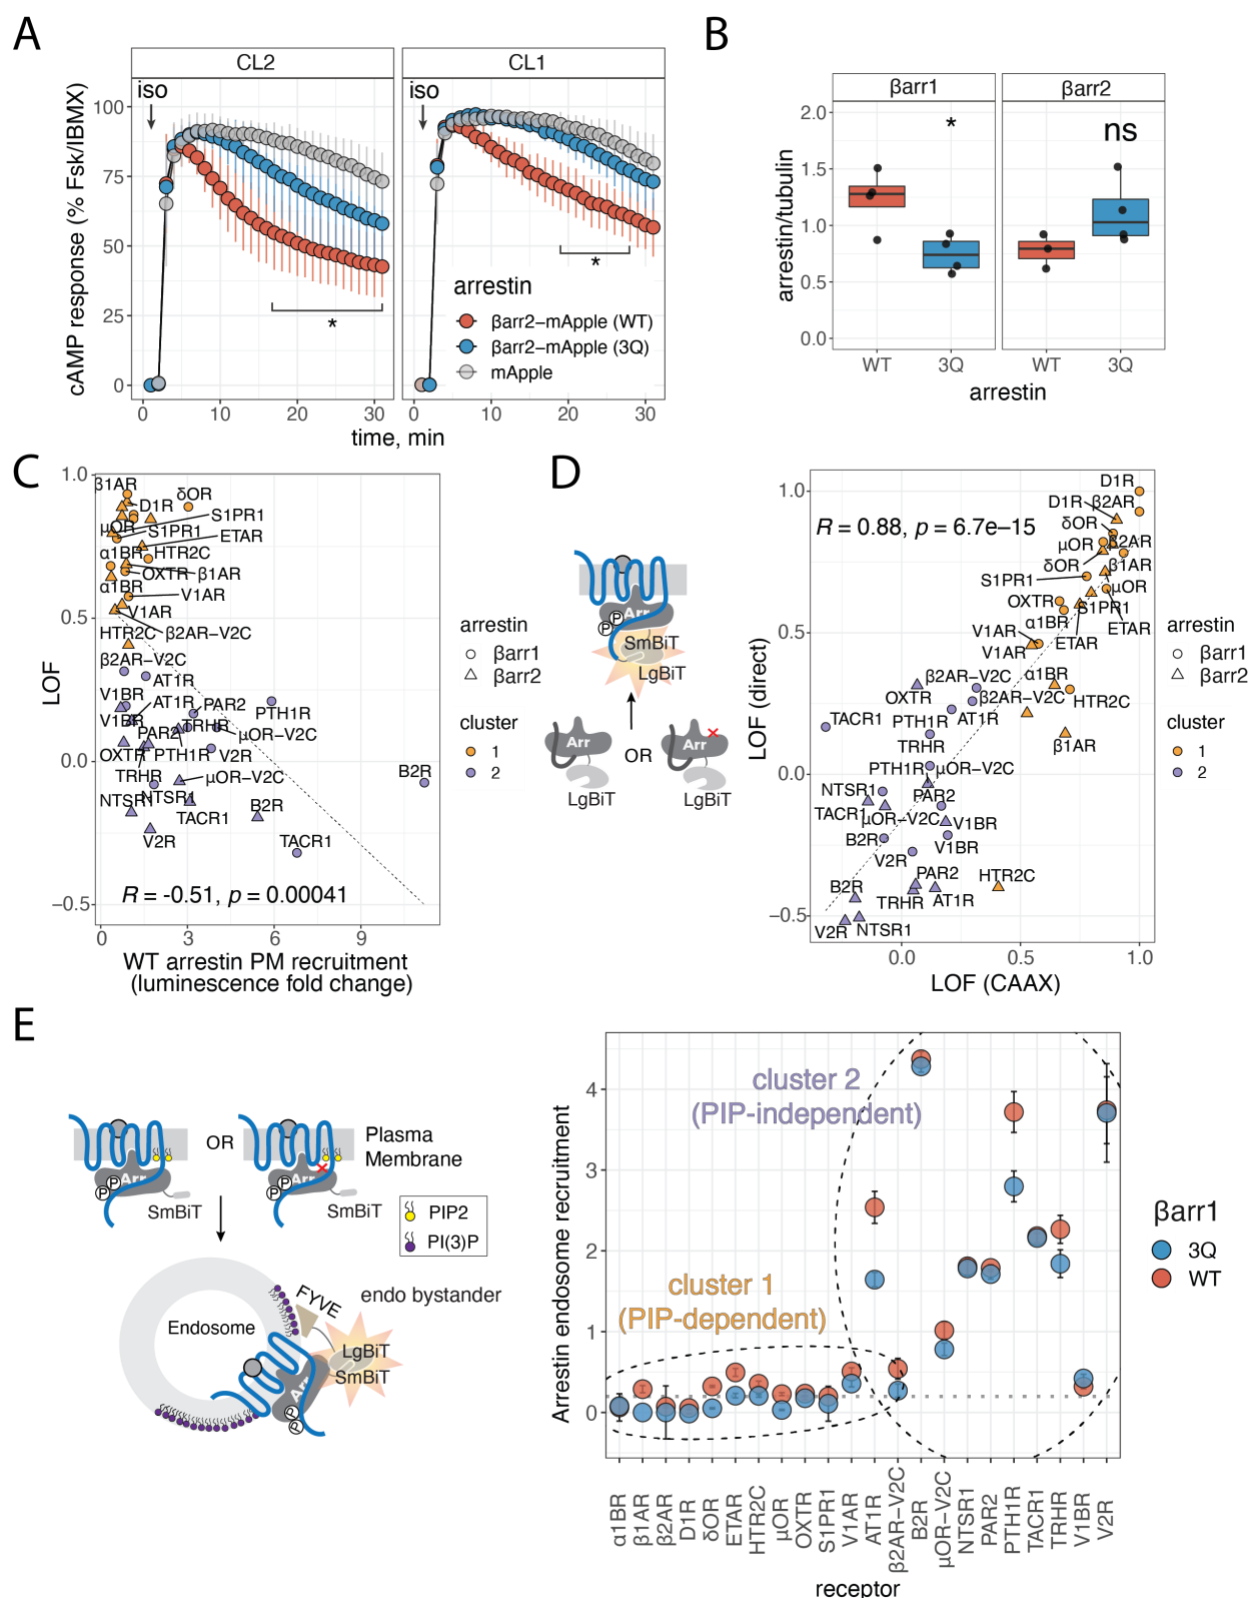 A
CL2
CL1
iso
iso
cAMP response (% Fsk/IBMX)
100
75
50
25
0
*
*
arrestin
βarr2−mApple (WT)
βarr2−mApple (3Q)
mApple
0
10
20
30
0
10
20
30
time, min
B
βarr1
βarr2
arrestin/tubulin
2.0
1.5
1.0
0.5
0.0
*
ns
WT
3Q
WT
3Q
arrestin
C
LOF
1.0
0.5
0.0
−0.5
β1AR
D1R
δOR
S1PR1
μOR
S1PR1
ETAR
α1BR
HTR2C
OXTR
β1AR
α1BR
V1AR
V1AR
HTR2C
β2AR−V2C
β2AR−V2C
AT1R
V1BR
AT1R
PAR2
PTH1R
V1BR
PAR2
TRHR
μOR−V2C
OXTR
PTH1R
V2R
TRHR
μOR−V2C
B2R
NTSR1
NTSR1
TACR1
B2R
V2R
TACR1
R = -0.51, p = 0.00041
0
3
6
9
WT arrestin PM recruitment
(luminescence fold change)
arrestin
βarr1
βarr2
cluster
1
2
D
Arr
P
P
SmBiT
LgBiT
Arr
OR
Arr
LgBiT
LgBiT
LOF (direct)
1.0
0.5
0.0
−0.5
R = 0.88, p = 6.7e−15
D1R
D1R
β2AR
δOR
μOR
β2AR
δOR
β1AR
S1PR1
μOR
OXTR
S1PR1
α1BR
ETAR
V1AR
ETAR
V1AR
β2AR−V2C
α1BR
OXTR
β2AR−V2C
HTR2C
TACR1
PTH1R
AT1R
TRHR
β1AR
PTH1R
μOR−V2C
NTSR1
PAR2
TACR1
μOR−V2C
V1BR
B2R
V1BR
V2R
PAR2
HTR2C
B2R
TRHR
AT1R
V2R
NTSR1
0.0
0.5
1.0
LOF (CAAX)
arrestin
βarr1
βarr2
cluster
1
2
E
OR
Plasma
Membrane
Arr
P
P
SmBiT
Arr
P
P
SmBiT
PIP2
PI(3)P
FYVE
endo bystander
Endosome
LgBiT
SmBiT
Arr
P
P
Arrestin endosome recruitment
4
3
2
1
0
cluster 2
(PIP-independent)
cluster 1
(PIP-dependent)
α1BR
β1AR
β2AR
D1R
δOR
ETAR
HTR2C
μOR
OXTR
S1PR1
V1AR
AT1R
β2AR−V2C
B2R
μOR−V2C
NTSR1
PAR2
PTH1R
TACR1
TRHR
V1BR
V2R
receptor
βarr1
3Q
WT